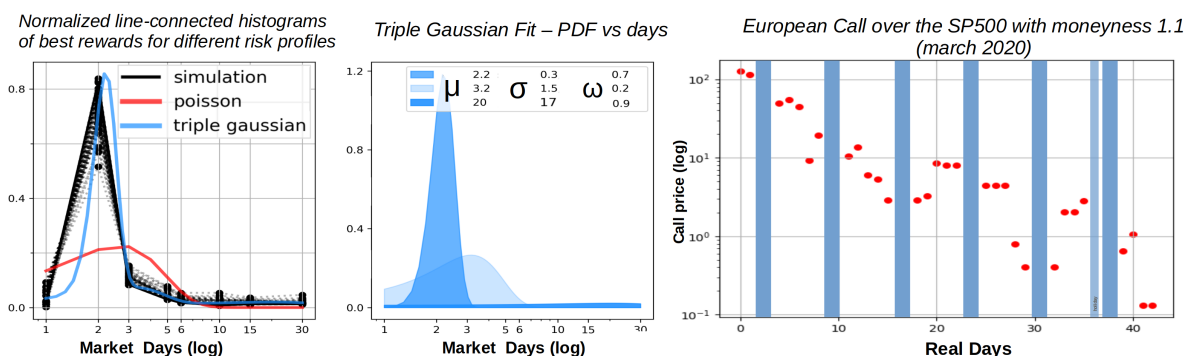 Normalized line-connected histograms
of best rewards for different risk profiles
0.8
0.4
0.0
simulation
poisson
triple gaussian
1 2 3 5 6 10 15 30
Market Days (log)
Triple Gaussian Fit – PDF vs days
1.2
0.8
0.4
0.0
μ σ ω
2.2 0.3 0.7
3.2 1.5 0.2
20 17 0.9
1 2 3 5 6 10 15 30
Market Days (log)
European Call over the SP500 with moneyness 1.1
(march 2020)
Call price (log)
10²
10¹
10⁰
10⁻¹
0 10 20 30 40
Real Days